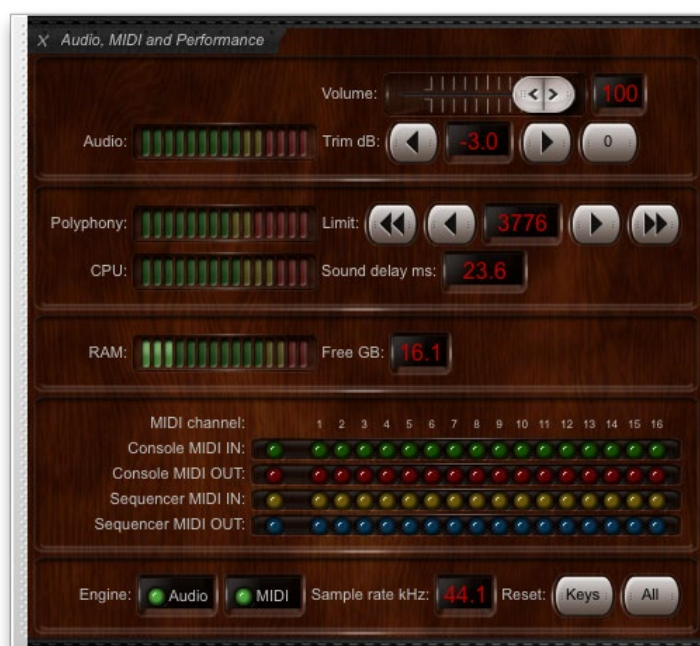 X Audio, MIDI and Performance
Volume: < > 100
Audio: Trim dB: -3.0 0
Polyphony: Limit: 3776
CPU: Sound delay ms: 23.6
RAM: Free GB: 16.1
MIDI channel: 1 2 3 4 5 6 7 8 9 10 11 12 13 14 15 16
Console MIDI IN:
Console MIDI OUT:
Sequencer MIDI IN:
Sequencer MIDI OUT:
Engine: Audio MIDI Sample rate kHz: 44.1 Reset: Keys All